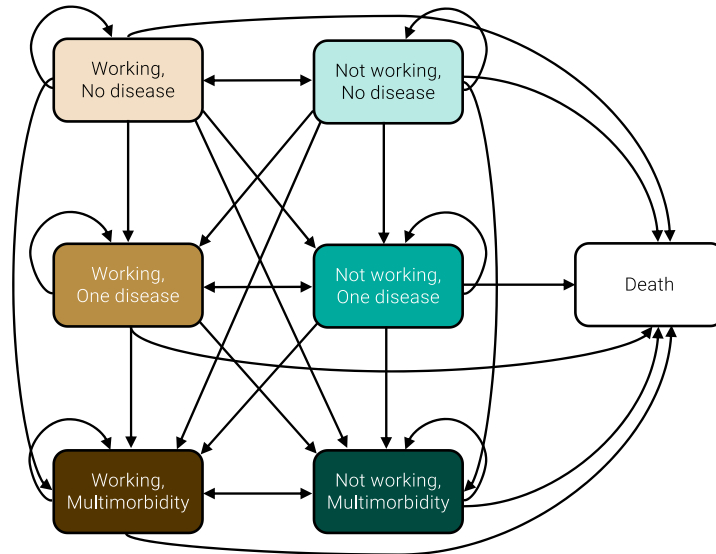 Working,
No disease
Not working,
No disease
Working,
One disease
Not working,
One disease
Death
Working,
Multimorbidity
Not working,
Multimorbidity